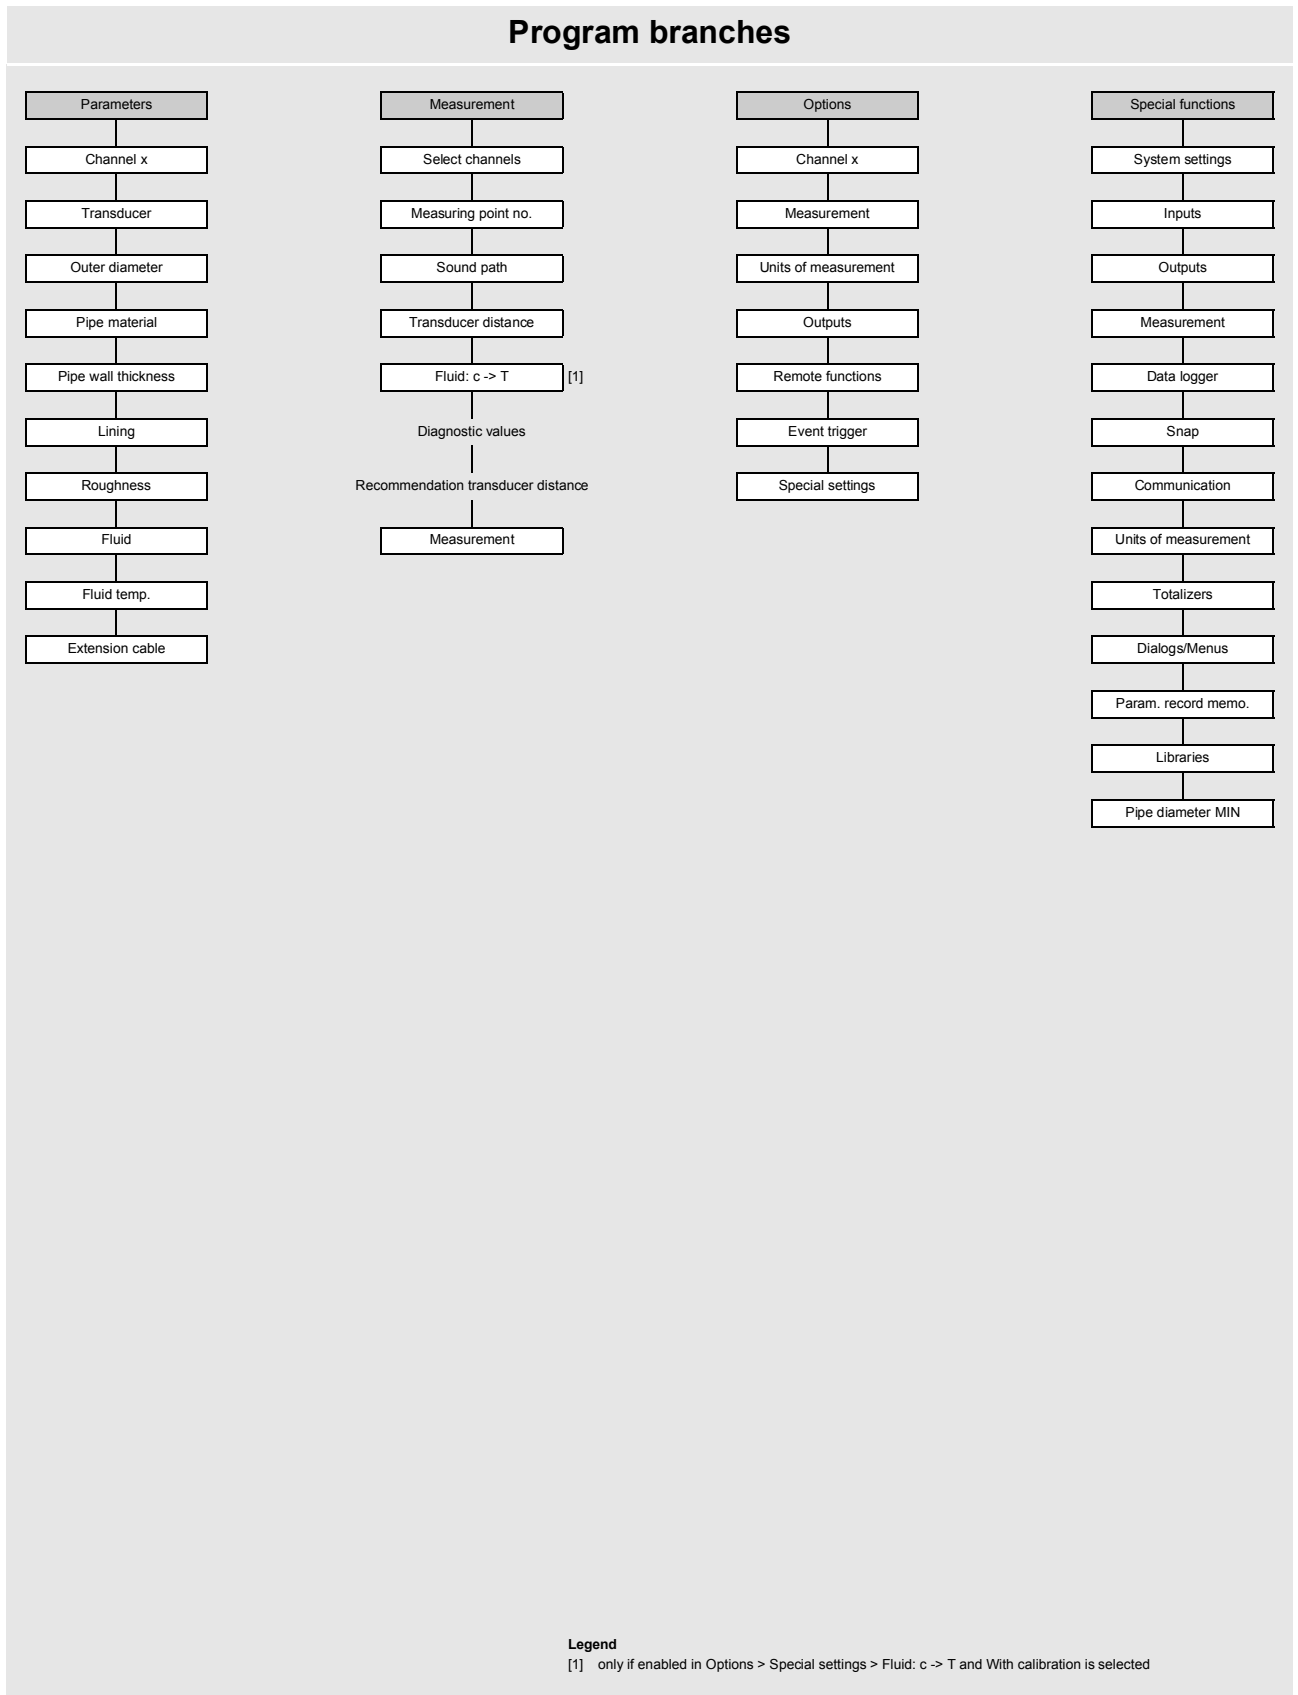 Program branches
Parameters
Channel x
Transducer
Outer diameter
Pipe material
Pipe wall thickness
Lining
Roughness
Fluid
Fluid temp.
Extension cable
Measurement
Select channels
Measuring point no.
Sound path
Transducer distance
Fluid: c -> T [1]
Diagnostic values
Recommendation transducer distance
Measurement
Options
Channel x
Measurement
Units of measurement
Outputs
Remote functions
Event trigger
Special settings
Special functions
System settings
Inputs
Outputs
Measurement
Data logger
Snap
Communication
Units of measurement
Totalizers
Dialogs/Menus
Param. record memo.
Libraries
Pipe diameter MIN
Legend
[1] only if enabled in Options > Special settings > Fluid: c -> T and With calibration is selected